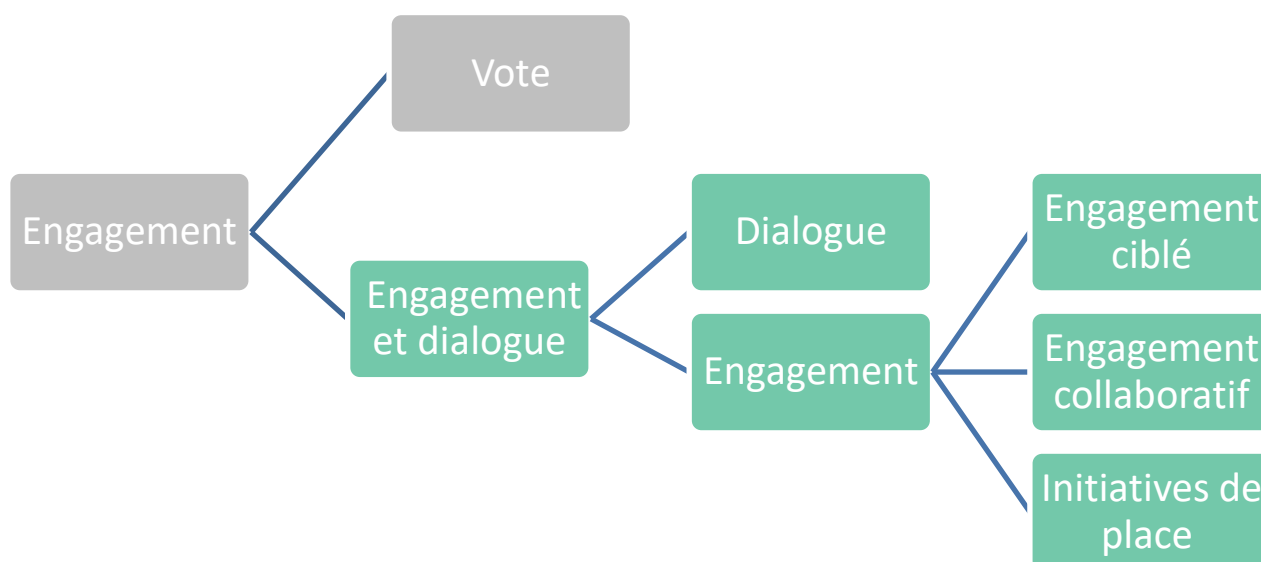 Vote
Engagement
Engagement
et dialogue
Dialogue
Engagement
Engagement
ciblé
Engagement
collaboratif
Initiatives de
place